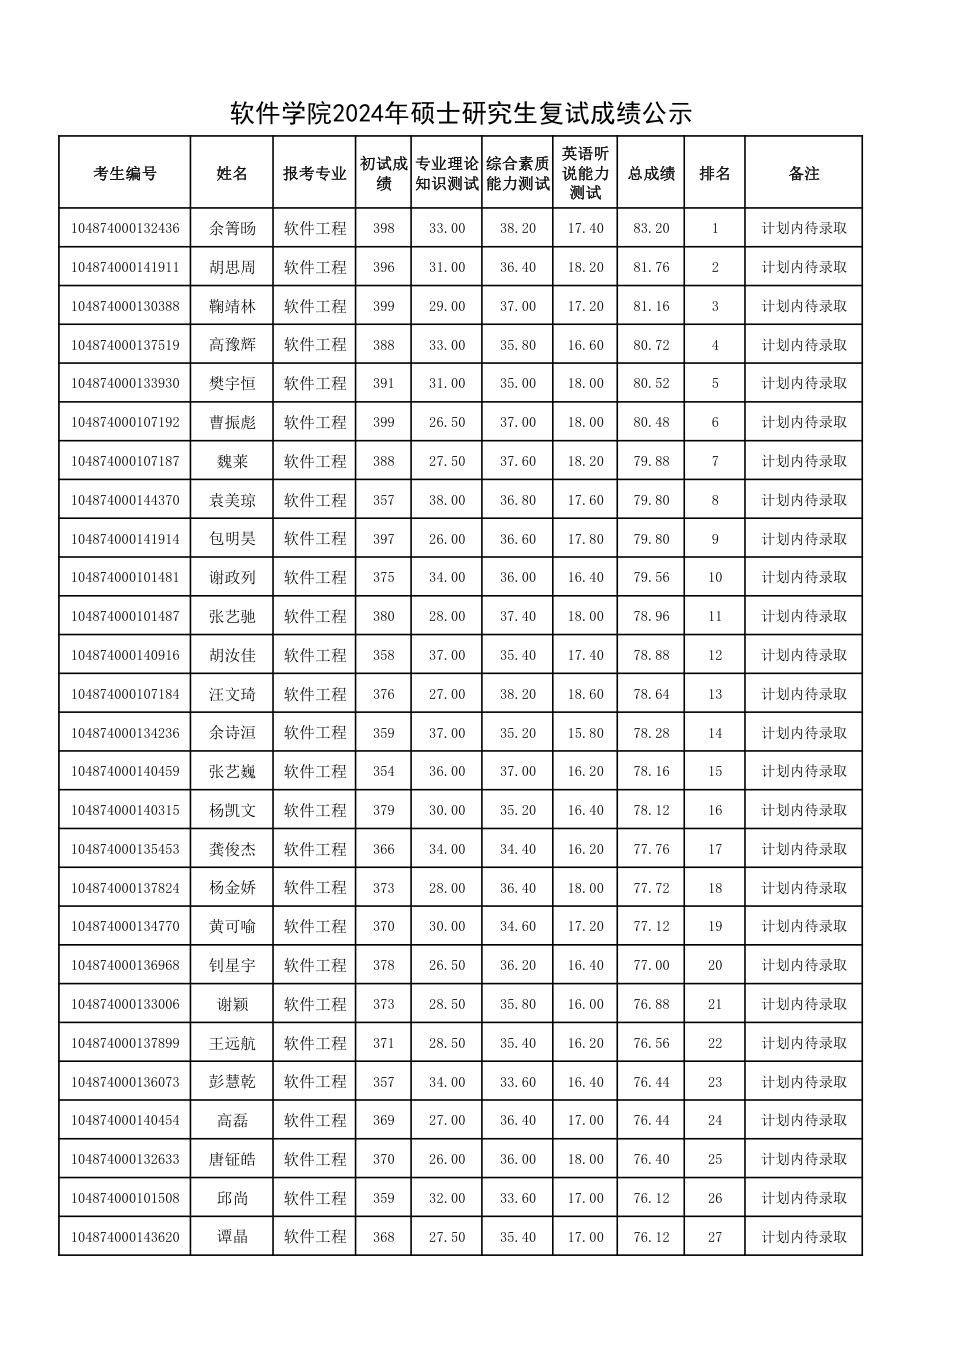 软件学院2024年硕士研究生复试成绩公示
考生编号 姓名 报考专业 初试成绩 专业理论知识测试 综合素质能力测试 英语听说能力测试 总成绩 排名 备注
104874000132436 余箐旸 软件工程 398 33.00 38.20 17.40 83.20 1 计划内待录取
104874000141911 胡思周 软件工程 396 31.00 36.40 18.20 81.76 2 计划内待录取
104874000130388 鞠靖林 软件工程 399 29.00 37.00 17.20 81.16 3 计划内待录取
104874000137519 高豫辉 软件工程 388 33.00 35.80 16.60 80.72 4 计划内待录取
104874000133930 樊宇恒 软件工程 391 31.00 35.00 18.00 80.52 5 计划内待录取
104874000107192 曹振彪 软件工程 399 26.50 37.00 18.00 80.48 6 计划内待录取
104874000107187 魏莱 软件工程 388 27.50 37.60 18.20 79.88 7 计划内待录取
104874000144370 袁美琼 软件工程 357 38.00 36.80 17.60 79.80 8 计划内待录取
104874000141914 包明昊 软件工程 397 26.00 36.60 17.80 79.80 9 计划内待录取
104874000101481 谢政列 软件工程 375 34.00 36.00 16.40 79.56 10 计划内待录取
104874000101487 张艺驰 软件工程 380 28.00 37.40 18.00 78.96 11 计划内待录取
104874000140916 胡汝佳 软件工程 358 37.00 35.40 17.40 78.88 12 计划内待录取
104874000107184 汪文琦 软件工程 376 27.00 38.20 18.60 78.64 13 计划内待录取
104874000134236 余诗洹 软件工程 359 37.00 35.20 15.80 78.28 14 计划内待录取
104874000140459 张艺巍 软件工程 354 36.00 37.00 16.20 78.16 15 计划内待录取
104874000140315 杨凯文 软件工程 379 30.00 35.20 16.40 78.12 16 计划内待录取
104874000135453 龚俊杰 软件工程 366 34.00 34.40 16.20 77.76 17 计划内待录取
104874000137824 杨金娇 软件工程 373 28.00 36.40 18.00 77.72 18 计划内待录取
104874000134770 黄可喻 软件工程 370 30.00 34.60 17.20 77.12 19 计划内待录取
104874000136968 钊星宇 软件工程 378 26.50 36.20 16.40 77.00 20 计划内待录取
104874000133006 谢颖 软件工程 373 28.50 35.80 16.00 76.88 21 计划内待录取
104874000137899 王远航 软件工程 371 28.50 35.40 16.20 76.56 22 计划内待录取
104874000136073 彭慧乾 软件工程 357 34.00 33.60 16.40 76.44 23 计划内待录取
104874000140454 高磊 软件工程 369 27.00 36.40 17.00 76.44 24 计划内待录取
104874000132633 唐钲皓 软件工程 370 26.00 36.00 18.00 76.40 25 计划内待录取
104874000101508 邱尚 软件工程 359 32.00 33.60 17.00 76.12 26 计划内待录取
104874000143620 谭晶 软件工程 368 27.50 35.40 17.00 76.12 27 计划内待录取